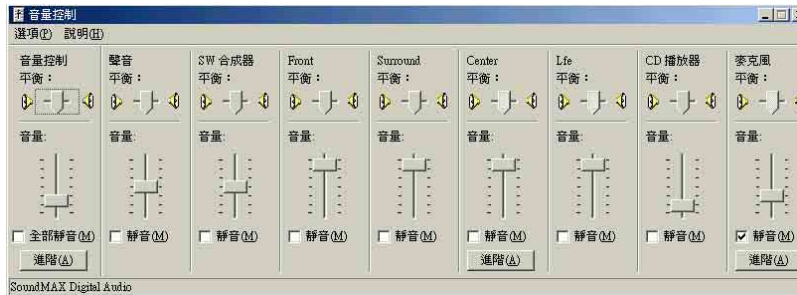 音量控制
選項(P) 說明(H)
音量控制 聲音 SW 合成器 Front Surround Center Lfe CD 播放器 麥克風
平衡： 平衡： 平衡： 平衡： 平衡： 平衡： 平衡： 平衡： 平衡：
音量: 音量: 音量: 音量: 音量: 音量: 音量: 音量: 音量:
全部靜音(M) 靜音(M) 靜音(M) 靜音(M) 靜音(M) 靜音(M) 靜音(M) 靜音(M) 靜音(M)
進階(A) 進階(A) 進階(A)
SoundMAX Digital Audio